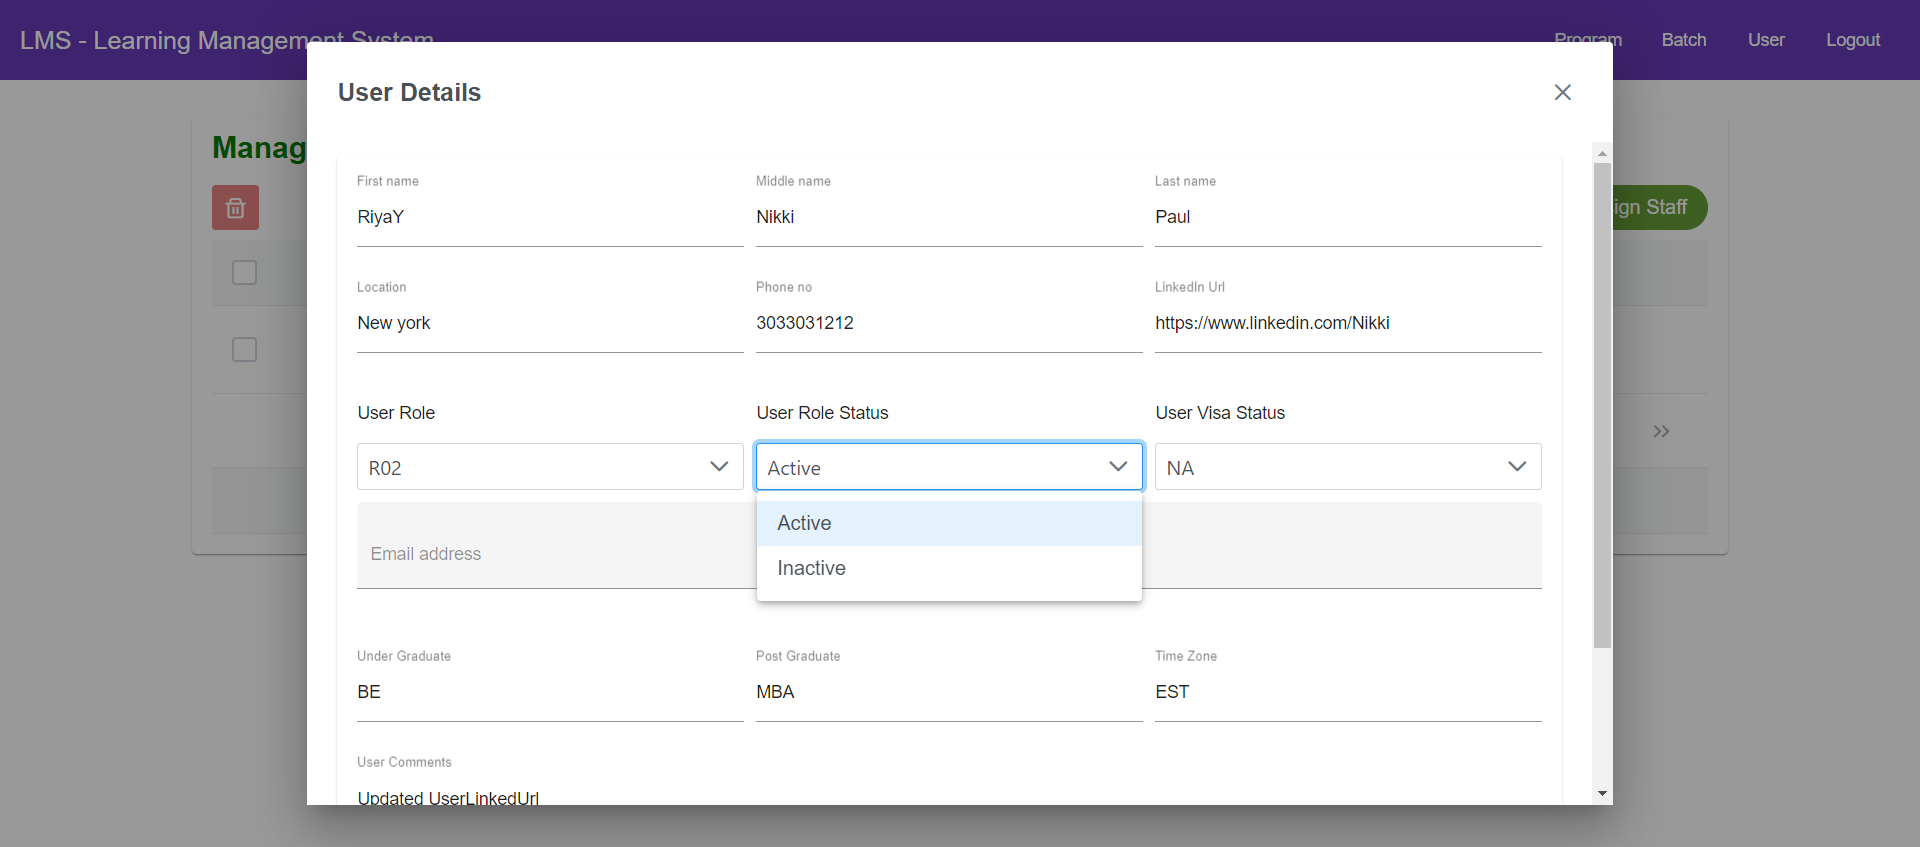 LMS - Learning Management System
Program Batch User Logout
User Details
Manag
ign Staff
First name Middle name Last name
RiyaY Nikki Paul
Location Phone no LinkedIn Url
New york 3033031212 https://www.linkedin.com/Nikki
User Role User Role Status User Visa Status
R02 Active NA
Active
Email address
Inactive
Under Graduate Post Graduate Time Zone
BE MBA EST
User Comments
Updated UserLinkedUrl